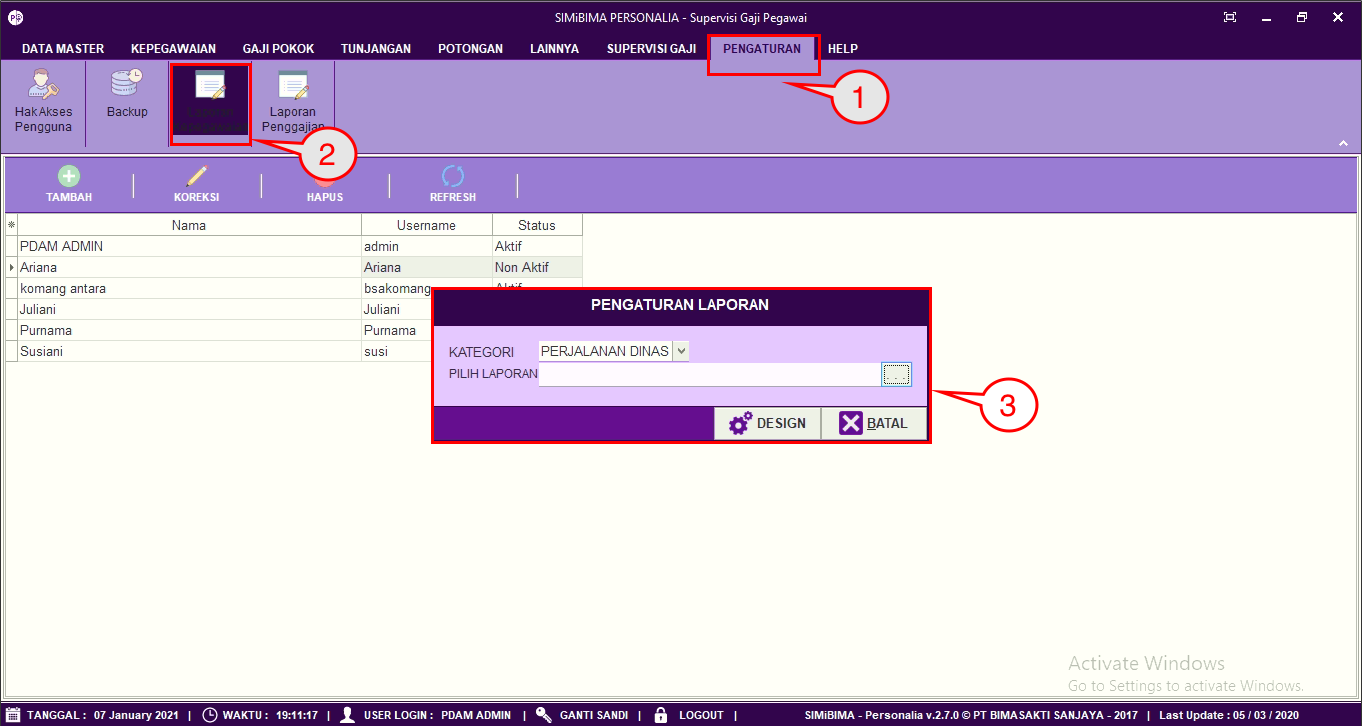 SIMiBIMA PERSONALIA - Supervisi Gaji Pegawai
DATA MASTER KEPEGAWAIAN GAJI POKOK TUNJANGAN POTONGAN LAINNYA SUPERVISI GAJI PENGATURAN HELP
Hak Akses
Pengguna
Backup
Laporan
Penggajian
1
2
TAMBAH KOREKSI HAPUS REFRESH
Nama Username Status
PDAM ADMIN admin Aktif
Ariana Ariana Non Aktif
komang antara bsakomang Aktif
Juliani Juliani
Purnama Purnama
Susiani susi
PENGATURAN LAPORAN
KATEGORI PERJALANAN DINAS
PILIH LAPORAN ...
DESIGN BATAL
3
Activate Windows
Go to Settings to activate Windows.
TANGGAL : 07 January 2021 | WAKTU : 19:11:17 | USER LOGIN : PDAM ADMIN | GANTI SANDI | LOGOUT | SIMiBIMA - Personalia v.2.7.0 © PT BIMASAKTI SANJAYA - 2017 | Last Update : 05 / 03 / 2020